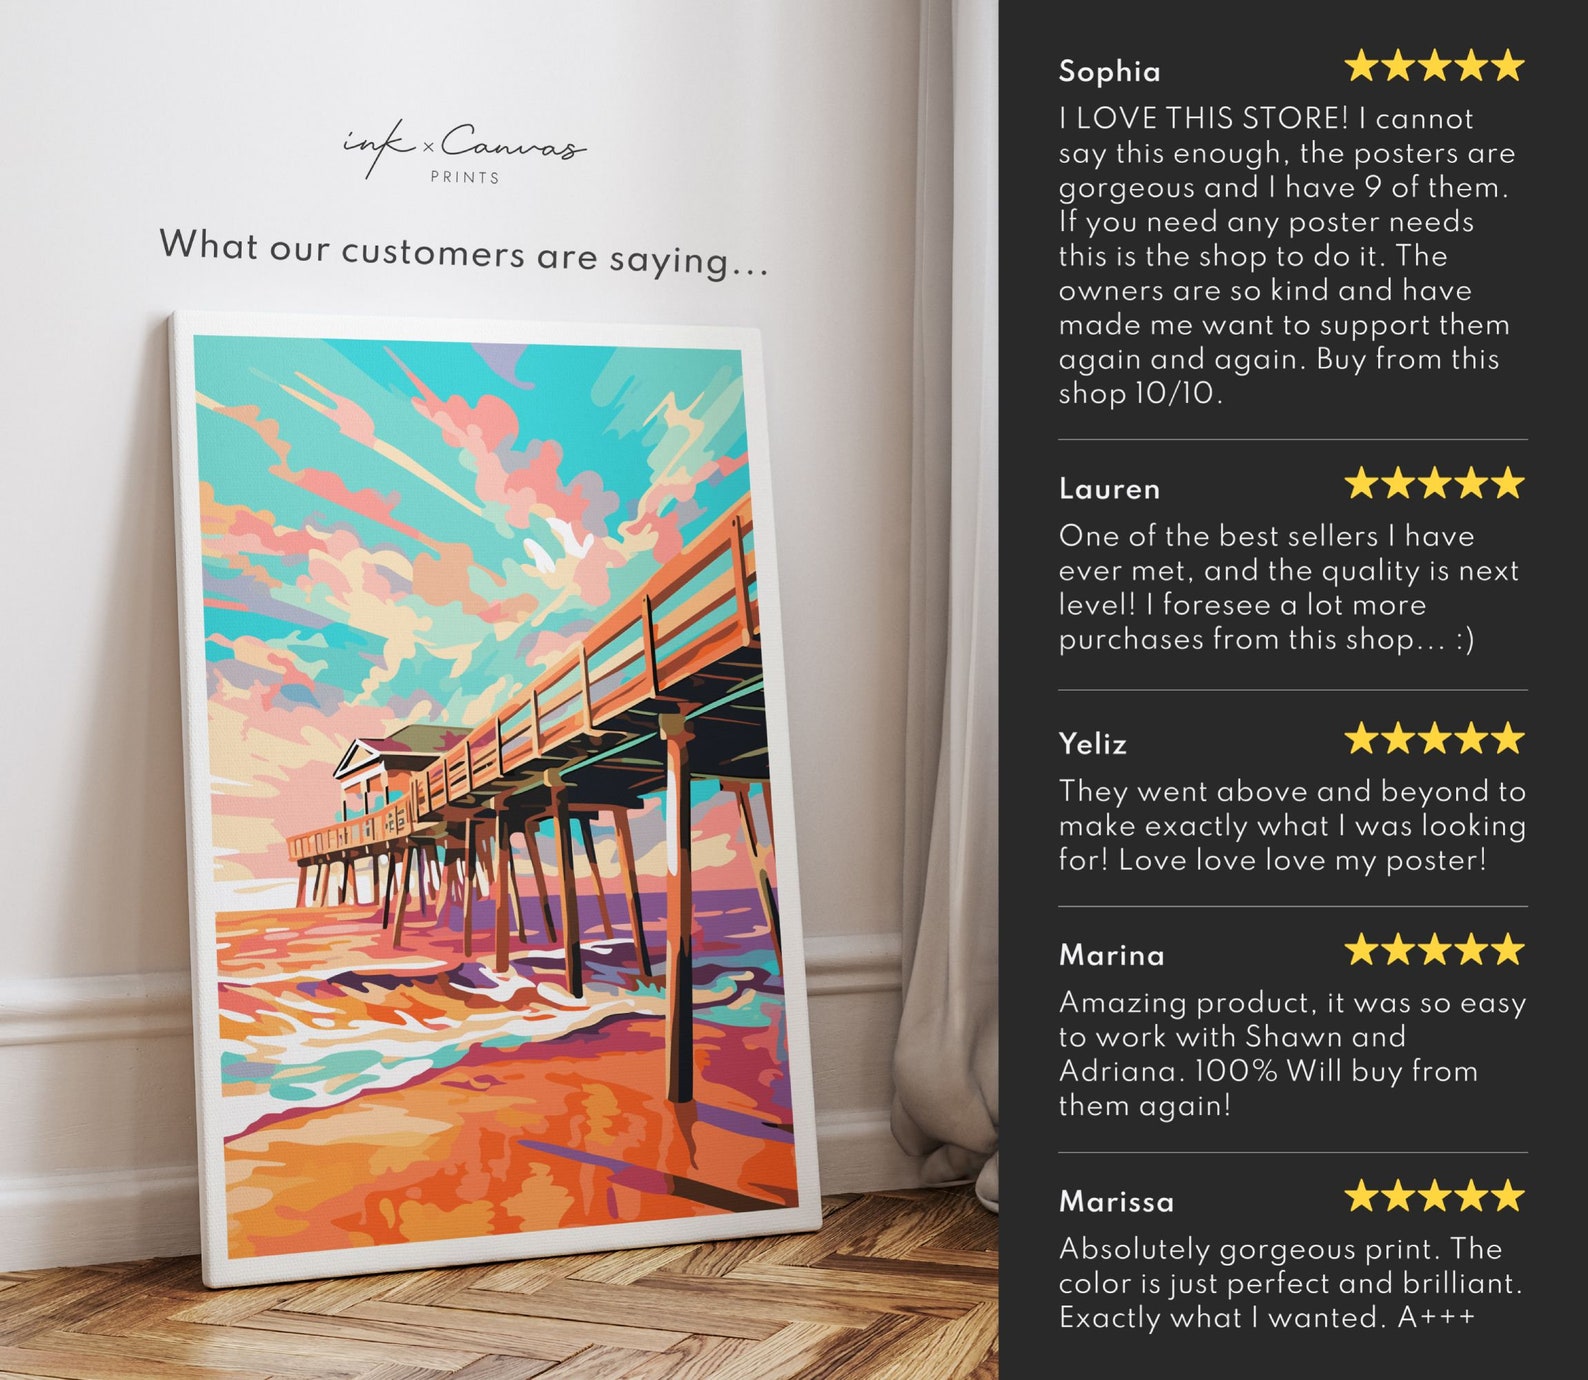 ink x Canvas
PRINTS
What our customers are saying...
Sophia
I LOVE THIS STORE! I cannot
say this enough, the posters are
gorgeous and I have 9 of them.
If you need any poster needs
this is the shop to do it. The
owners are so kind and have
made me want to support them
again and again. Buy from this
shop 10/10.
Lauren
One of the best sellers I have
ever met, and the quality is next
level! I foresee a lot more
purchases from this shop... :)
Yeliz
They went above and beyond to
make exactly what I was looking
for! Love love love my poster!
Marina
Amazing product, it was so easy
to work with Shawn and
Adriana. 100% Will buy from
them again!
Marissa
Absolutely gorgeous print. The
color is just perfect and brilliant.
Exactly what I wanted. A+++